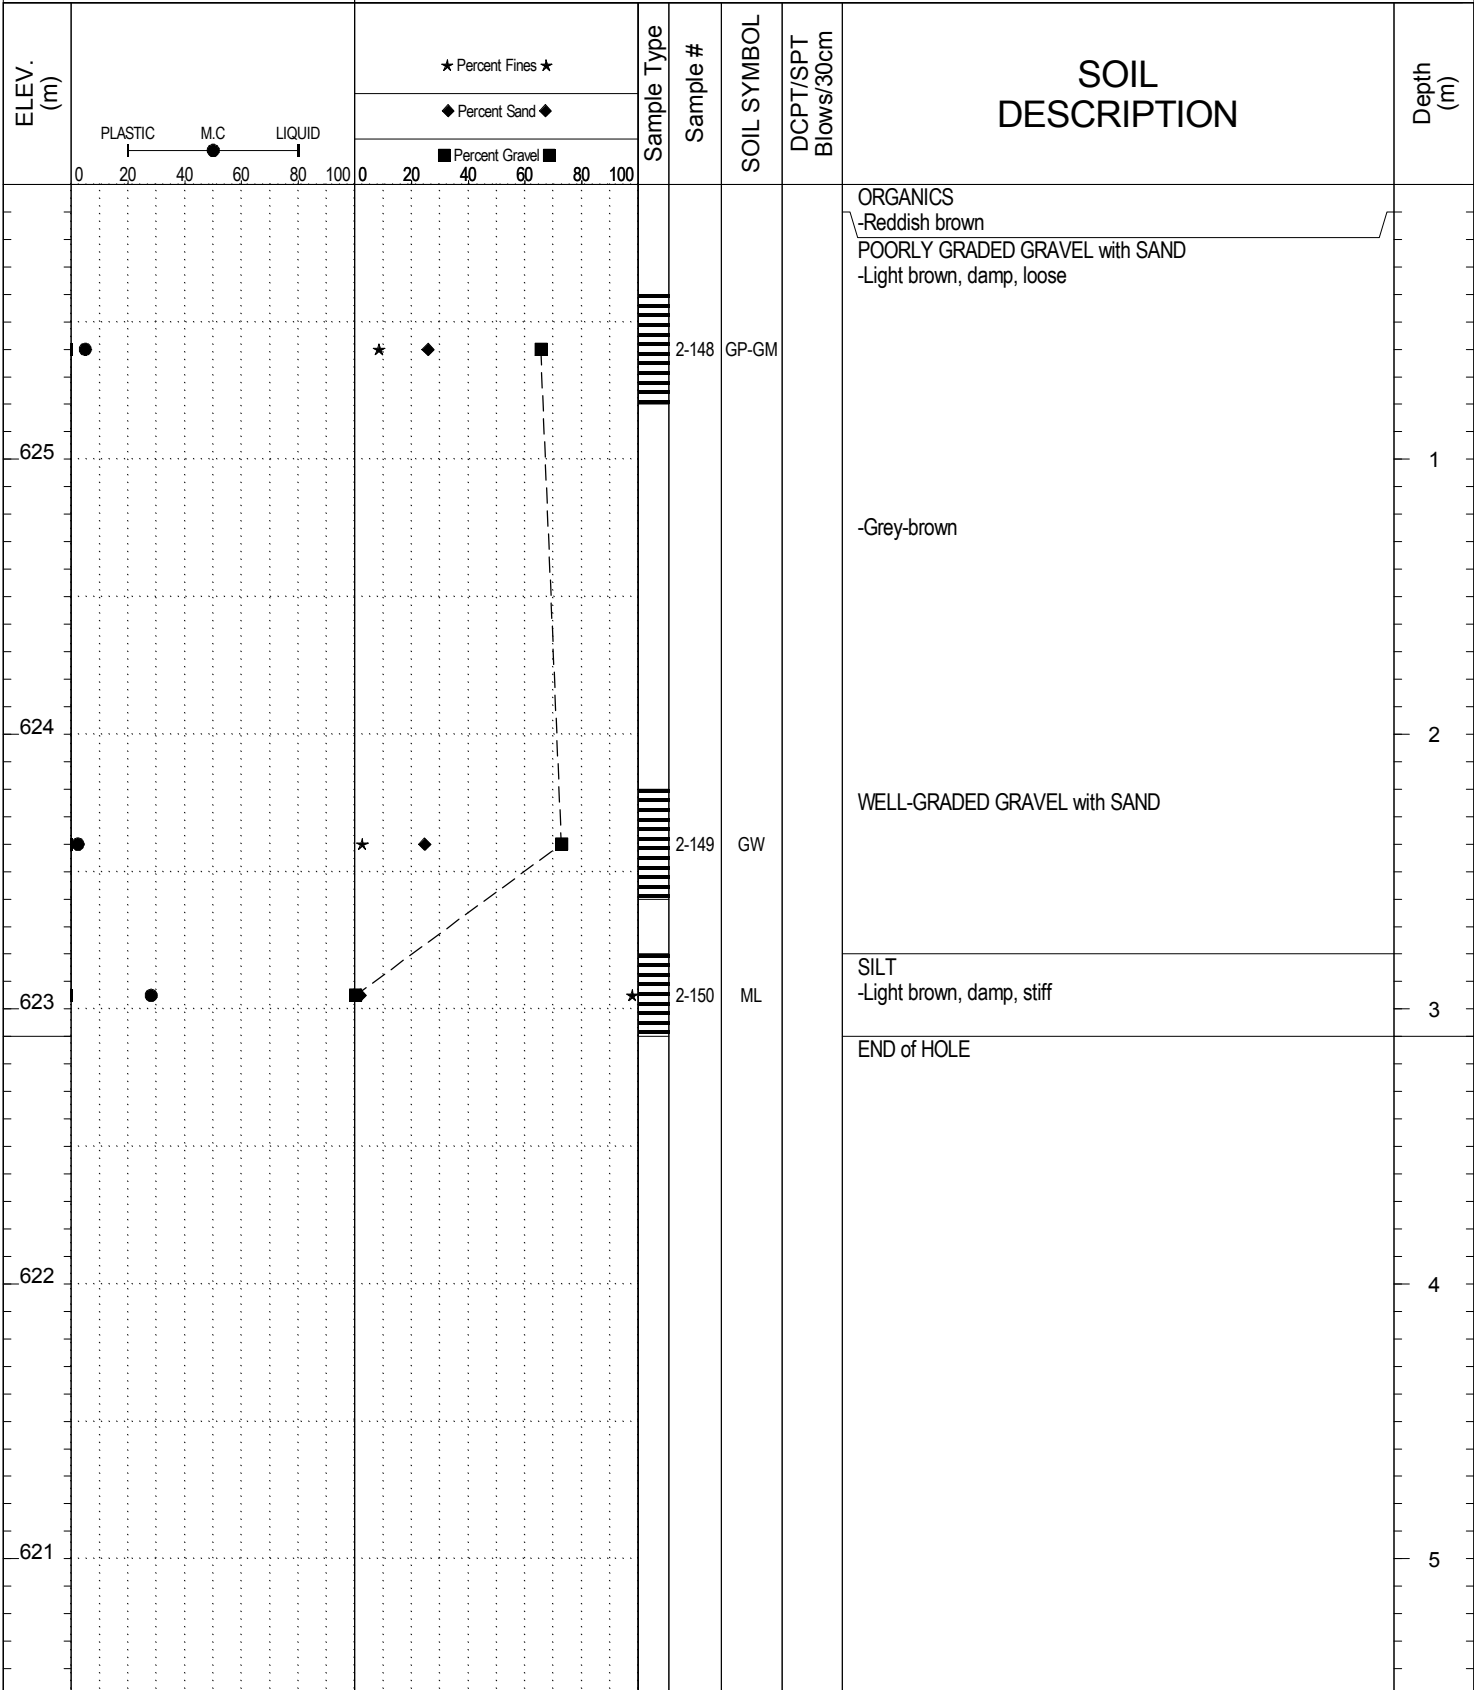 ELEV.
(m)
PLASTIC M.C LIQUID
0 20 40 60 80 100
★ Percent Fines ★
◆ Percent Sand ◆
■ Percent Gravel ■
0 20 40 60 80 100
Sample Type
Sample #
SOIL SYMBOL
DCPT/SPT
Blows/30cm
SOIL
DESCRIPTION
Depth
(m)
ORGANICS
-Reddish brown
POORLY GRADED GRAVEL with SAND
-Light brown, damp, loose
2-148 GP-GM
625 1
-Grey-brown
624 2
WELL-GRADED GRAVEL with SAND
2-149 GW
SILT
-Light brown, damp, stiff
2-150 ML
623 3
END of HOLE
622 4
621 5